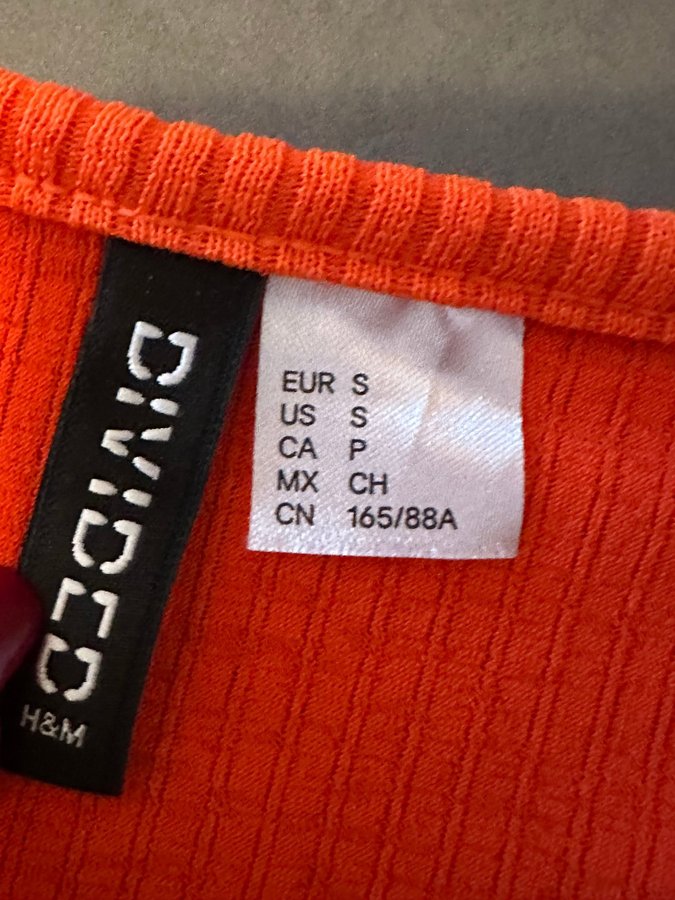 DIVIDED
H&M
EUR S
US S
CA P
MX CH
CN 165/88A